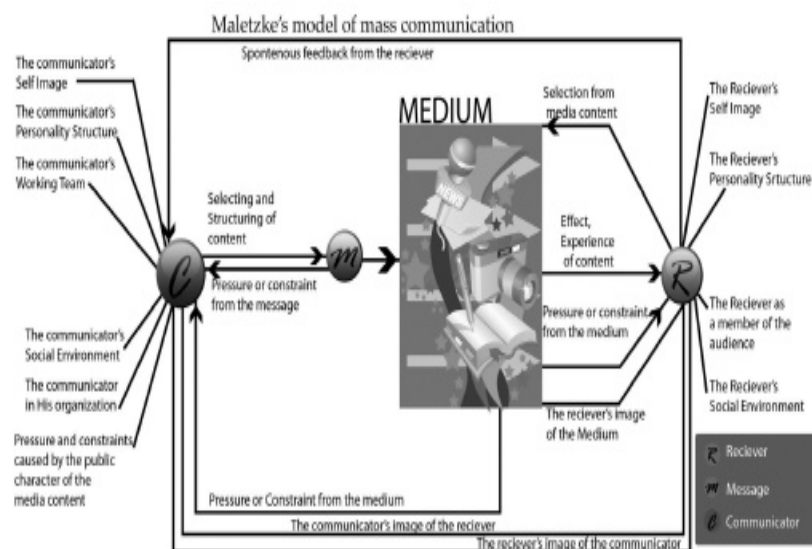 Maletzke's model of mass communication
Spontenous feedback from the reciever
The communicator's
Self Image
The communicator's
Personality Structure
The communicator's
Working Team
Selecting and
Structuring of
content
Pressure or constraint
from the message
C
m
MEDIUM
NEWS
Selection from
media content
Effect,
Experience
of content
Pressure or constraint
from the medium
The reciever's image
of the Medium
R
The Reciever's
Self Image
The Reciever's
Personality Srtucture
The Reciever as
a member of the
audience
The Reciever's
Social Environment
The communicator's
Social Environment
The communicator
in His organization
Pressure and constraints
caused by the public
character of the
media content
Pressure or Constraint from the medium
The communicator's image of the reciever
The reciever's image of the communicator
R Reciever
m Message
C Communicator